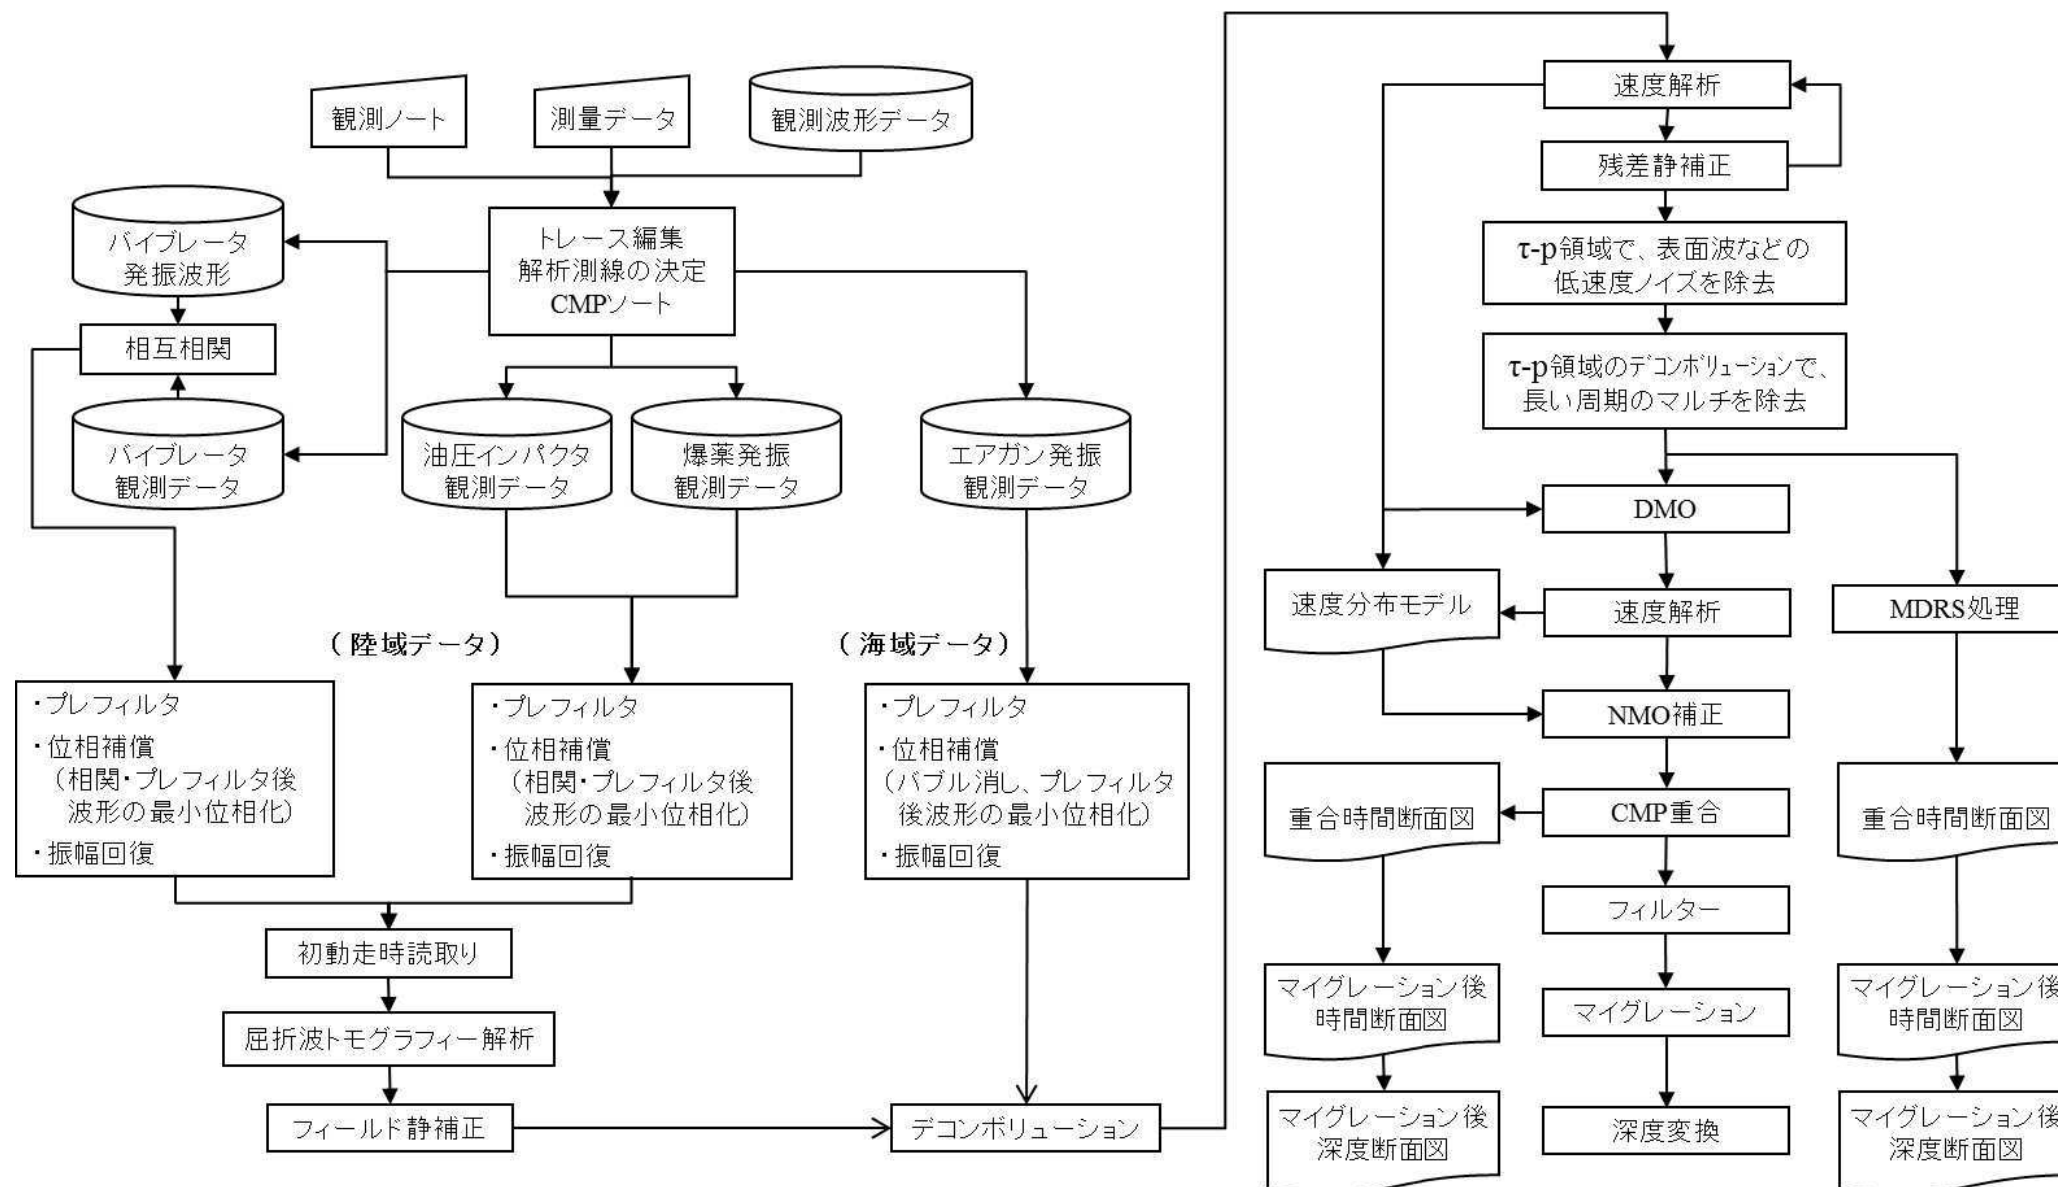 観測ノート
測量データ
観測波形データ
トレース編集
解析測線の決定
CMPソート
バイブレータ
発振波形
相互相関
バイブレータ
観測データ
油圧インパクタ
観測データ
爆薬発振
観測データ
エアガン発振
観測データ
(陸域データ)
(海域データ)
・プレフィルタ
・位相補償
(相関・プレフィルタ後
波形の最小位相化)
・振幅回復
・プレフィルタ
・位相補償
(相関・プレフィルタ後
波形の最小位相化)
・振幅回復
・プレフィルタ
・位相補償
(バブル消し、プレフィルタ
後波形の最小位相化)
・振幅回復
初動走時読取り
屈折波トモグラフィー解析
フィールド静補正
デコンボリューション
速度解析
残差静補正
τ-p領域で、表面波などの
低速度ノイズを除去
τ-p領域のデコンボリューションで、
長い周期のマルチを除去
DMO
速度分布モデル
速度解析
MDRS処理
NMO補正
重合時間断面図
CMP重合
重合時間断面図
フィルター
マイグレーション後
時間断面図
マイグレーション
マイグレーション後
時間断面図
マイグレーション後
深度断面図
深度変換
マイグレーション後
深度断面図